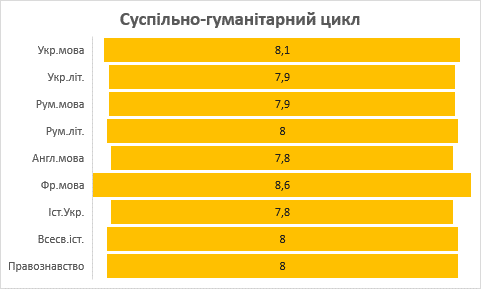 Суспільно-гуманітарний цикл
Укр.мова 8,1
Укр.літ. 7,9
Рум.мова 7,9
Рум.літ. 8
Англ.мова 7,8
Фр.мова 8,6
Іст.Укр. 7,8
Всесв.іст. 8
Правознавство 8